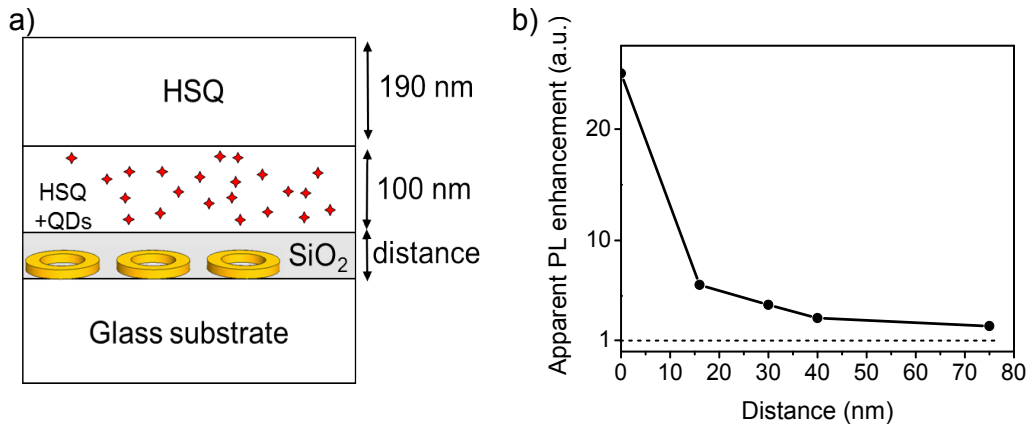 a)
HSQ
190 nm
HSQ
+QDs
100 nm
SiO₂
distance
Glass substrate
b)
Apparent PL enhancement (a.u.)
20
10
1
0 10 20 30 40 50 60 70 80
Distance (nm)